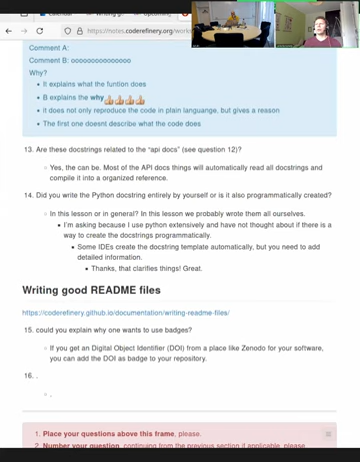 https://notes.coderefinery.org/work
Comment A:
Comment B: oooooooooooooo
Why?
It explains what the funtion does
B explains the why👍👍👍👍
it does not only reproduce the code in plain languange, but gives a reason
The first one doesnt describe what the code does
13. Are these docstrings related to the "api docs" (see question 12)?
Yes, the can be. Most of the API docs things will automatically read all docstrings and
compile it into a organized reference.
14. Did you write the Python docstring entirely by yourself or is it also programmatically created?
In this lesson or in general? In this lesson we probably wrote them all ourselves.
I'm asking because I use python extensively and have not thought about if there is a
way to create the docstrings programmatically.
Some IDEs create the docstring template automatically, but you need to add
detailed information.
Thanks, that clarifies things! Great.
Writing good README files
https://coderefinery.github.io/documentation/writing-readme-files/
15. could you explain why one wants to use badges?
If you get an Digital Object Identifier (DOI) from a place like Zenodo for your software,
you can add the DOI as badge to your repository.
16. .
.
1. Place your questions above this frame, please.
2. Number your question, continuing from the previous section if applicable, please.